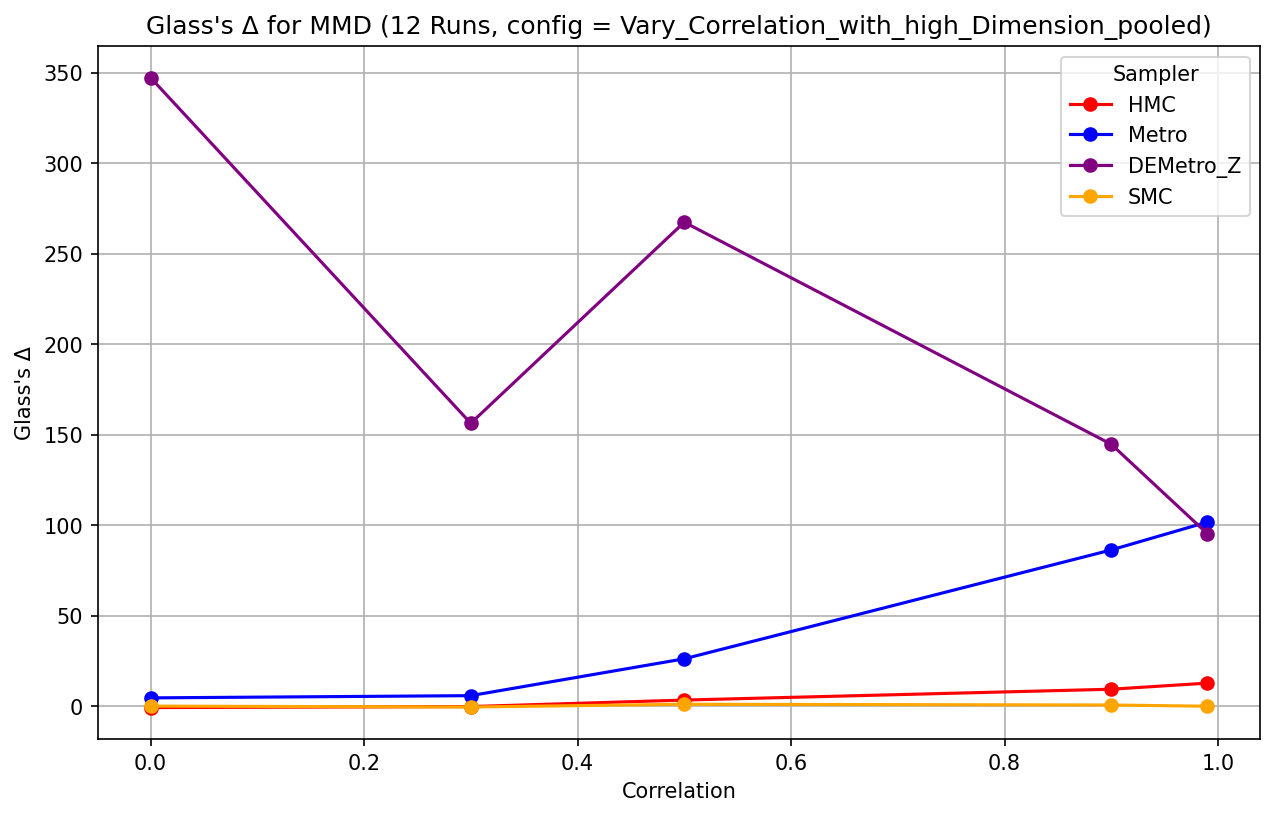 Glass's Δ for MMD (12 Runs, config = Vary_Correlation_with_high_Dimension_pooled)
Glass's Δ
350
300
250
200
150
100
50
0
0.0
0.2
0.4
0.6
0.8
1.0
Correlation
Sampler
HMC
Metro
DEMetro_Z
SMC